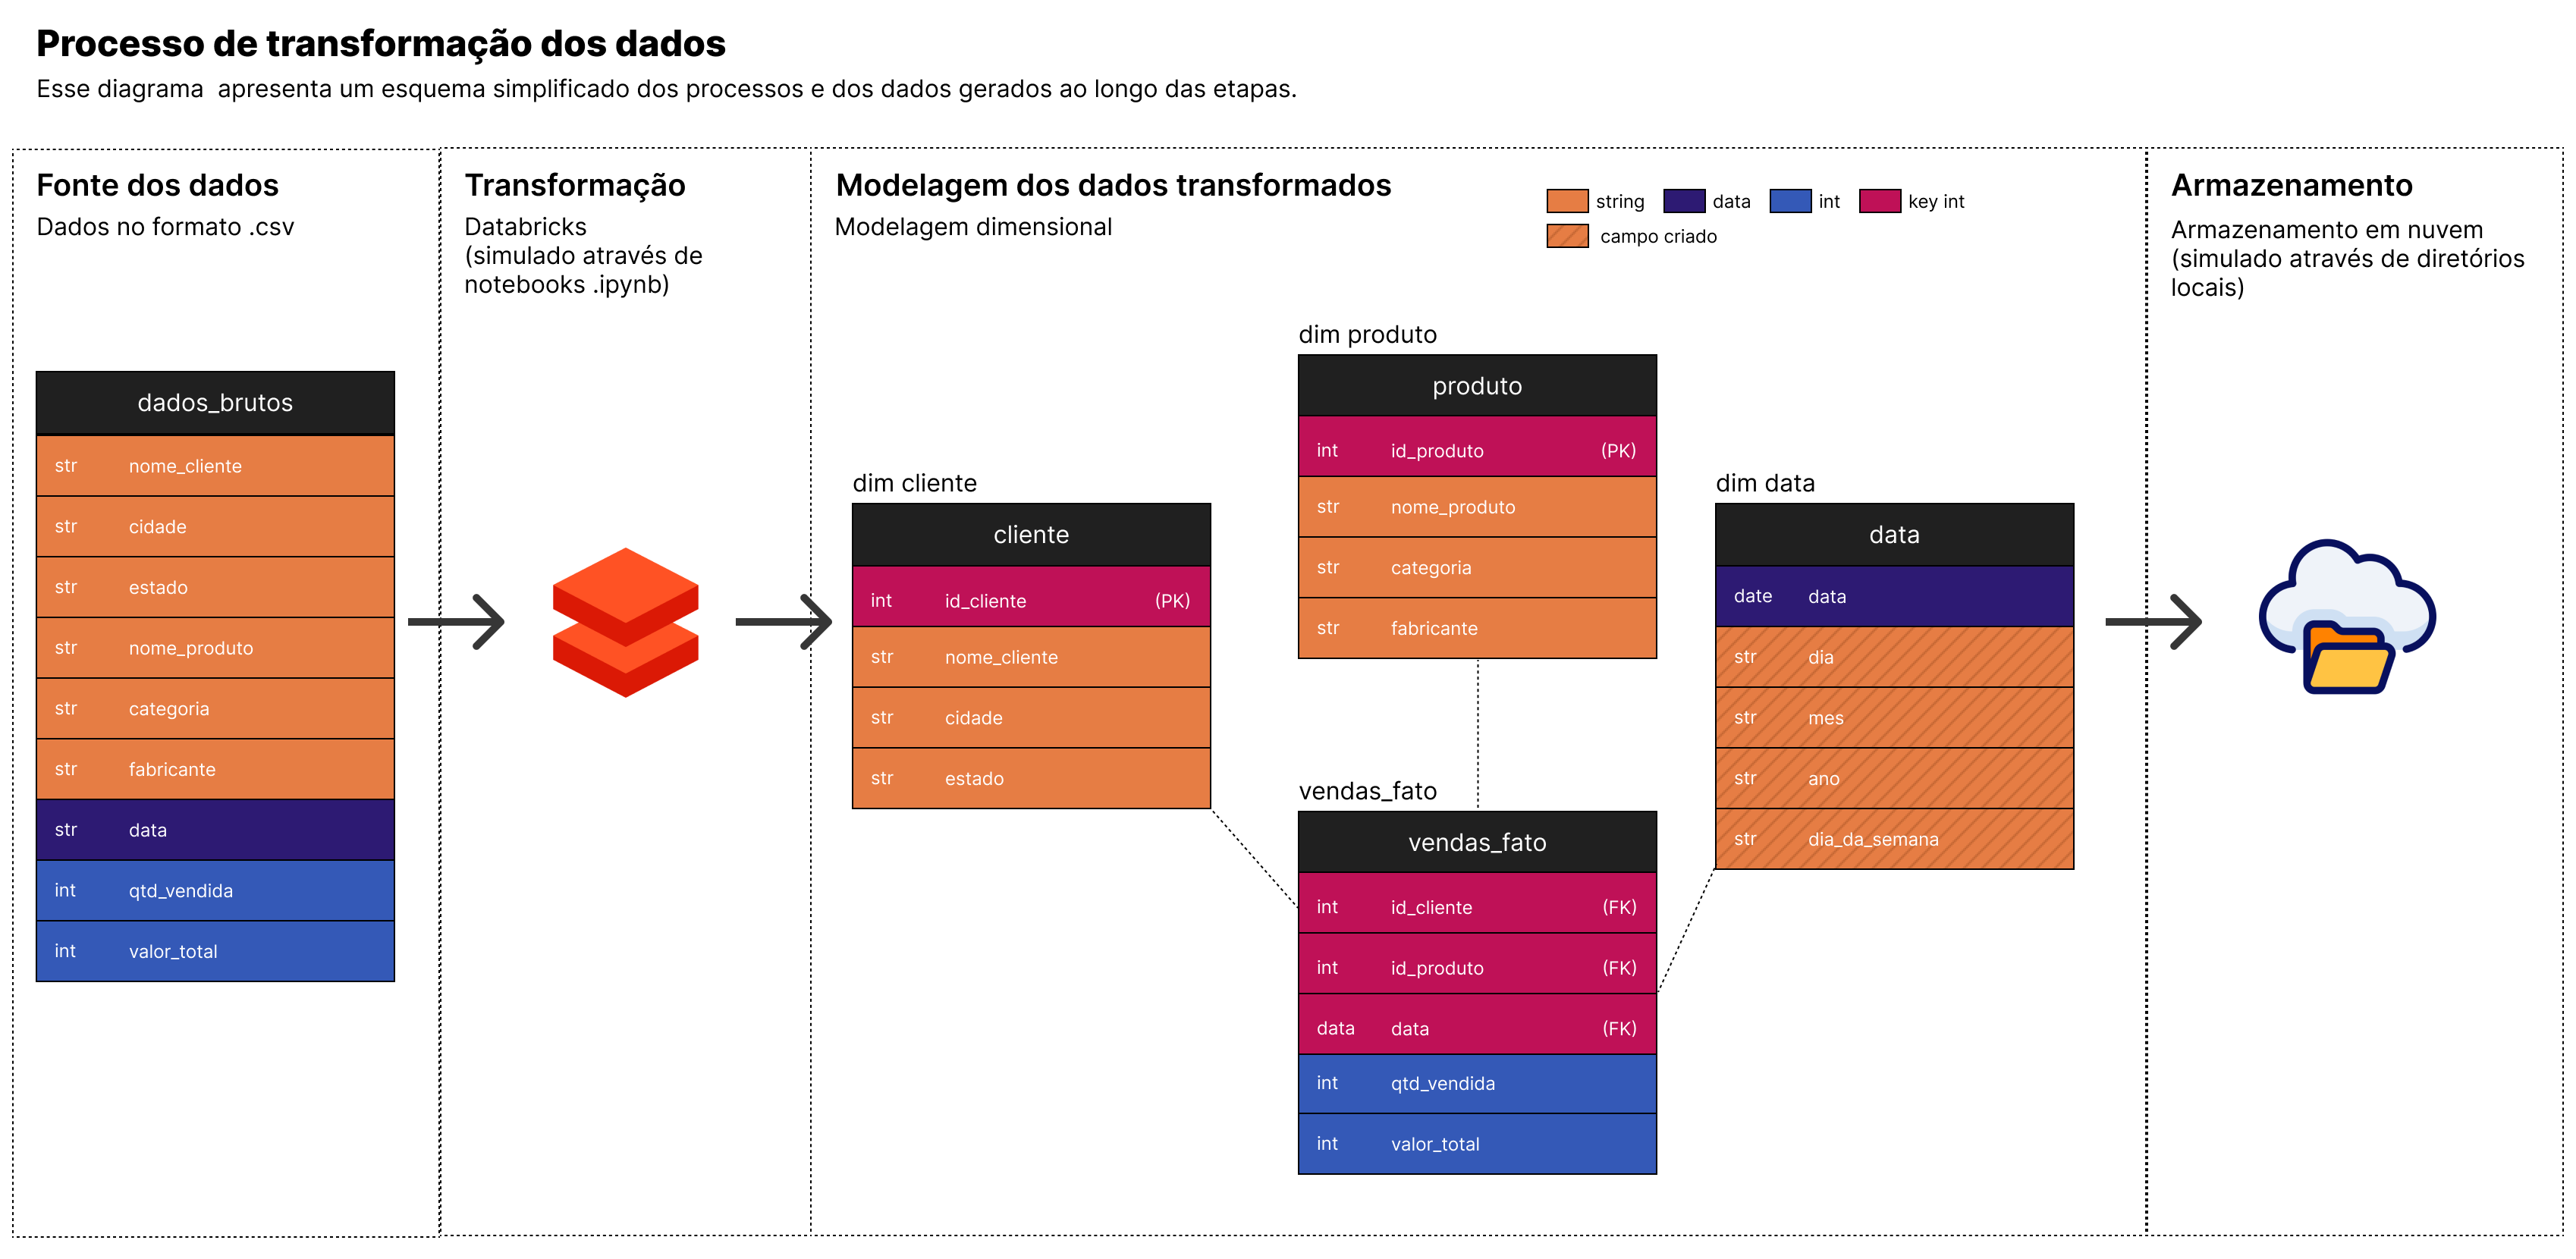 Processo de transformação dos dados
Esse diagrama  apresenta um esquema simplificado dos processos e dos dados gerados ao longo das etapas.
Fonte dos dados
Dados no formato .csv
dados_brutos
str nome_cliente
str cidade
str estado
str nome_produto
str categoria
str fabricante
str data
int qtd_vendida
int valor_total
Transformação
Databricks
(simulado através de
notebooks .ipynb)
Modelagem dos dados transformados
Modelagem dimensional
string data int key int
campo criado
dim cliente
cliente
int id_cliente (PK)
str nome_cliente
str cidade
str estado
dim produto
produto
int id_produto (PK)
str nome_produto
str categoria
str fabricante
vendas_fato
vendas_fato
int id_cliente (FK)
int id_produto (FK)
data data (FK)
int qtd_vendida
int valor_total
dim data
data
date data
str dia
str mes
str ano
str dia_da_semana
Armazenamento
Armazenamento em nuvem
(simulado através de diretórios
locais)